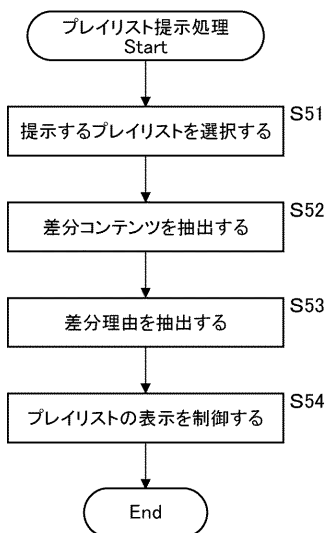 プレイリスト提示処理
Start
S51
提示するプレイリストを選択する
S52
差分コンテンツを抽出する
S53
差分理由を抽出する
S54
プレイリストの表示を制御する
End